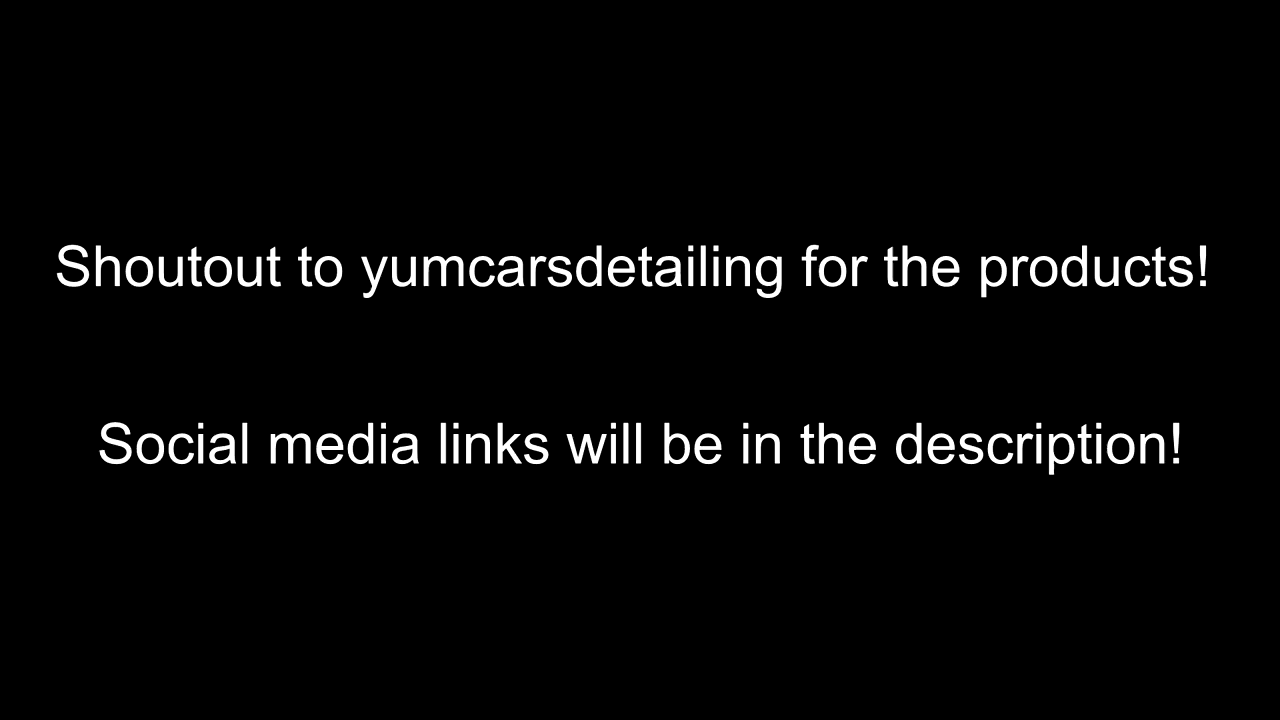 Shoutout to yumcarsdetailing for the products!
Social media links will be in the description!